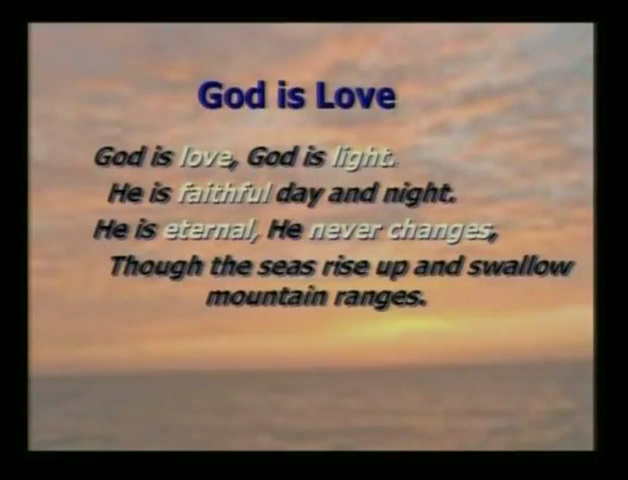 God is Love
God is love, God is light.
He is faithful day and night.
He is eternal, He never changes,
Though the seas rise up and swallow
mountain ranges.